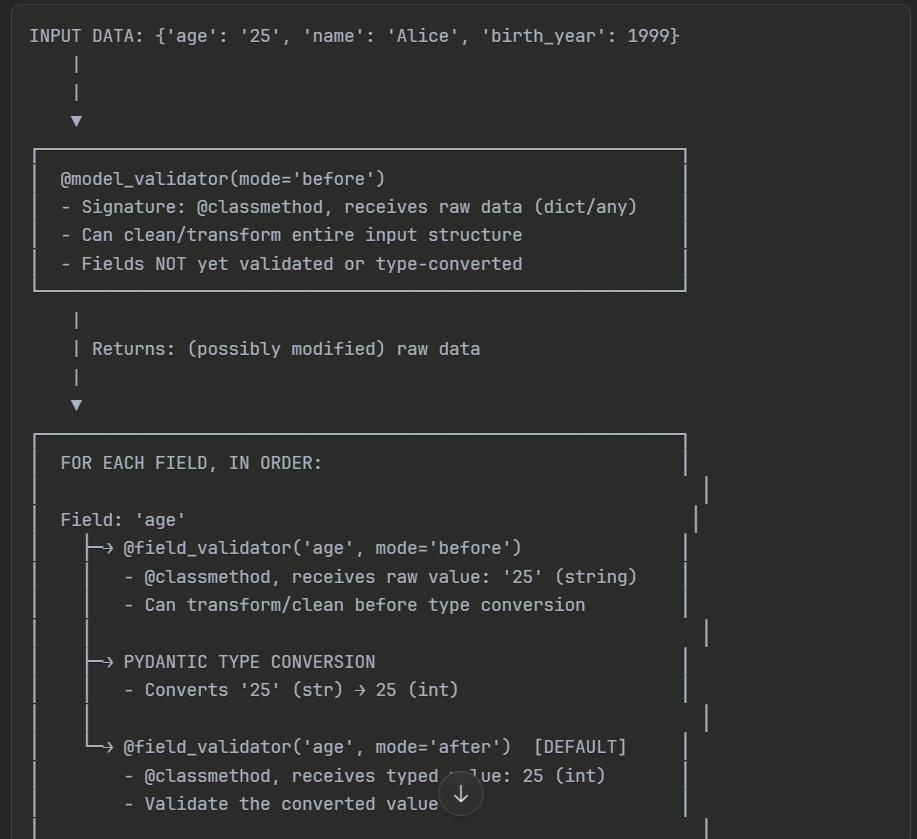 INPUT DATA: {'age': '25', 'name': 'Alice', 'birth_year': 1999}
@model_validator(mode='before')
- Signature: @classmethod, receives raw data (dict/any)
- Can clean/transform entire input structure
- Fields NOT yet validated or type-converted
Returns: (possibly modified) raw data
FOR EACH FIELD, IN ORDER:
Field: 'age'
@field_validator('age', mode='before')
- @classmethod, receives raw value: '25' (string)
- Can transform/clean before type conversion
PYDANTIC TYPE CONVERSION
- Converts '25' (str) → 25 (int)
@field_validator('age', mode='after') [DEFAULT]
- @classmethod, receives typed value: 25 (int)
- Validate the converted value